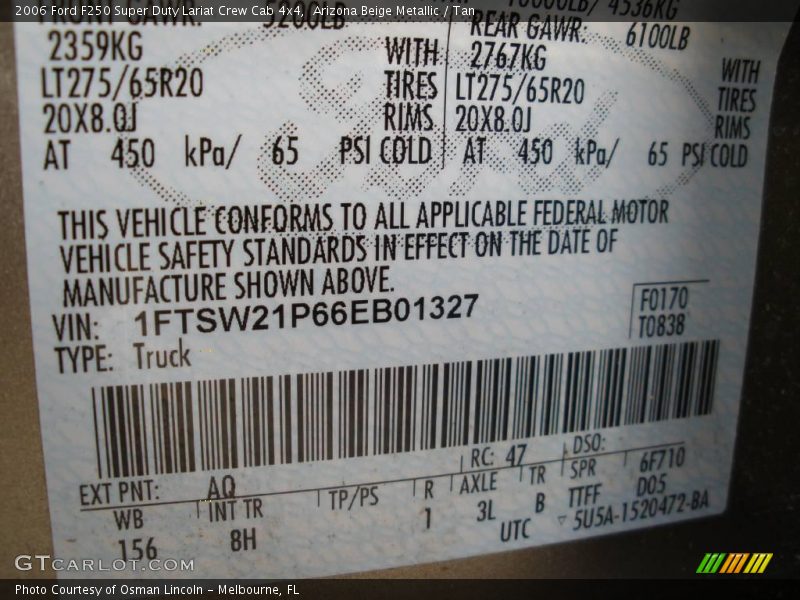 2006 Ford F250 Super Duty Lariat Crew Cab 4x4, , Arizona Beige Metallic / Tan
FRONT GAWR: 5200LB
2359KG WITH
LT275/65R20 TIRES
20X8.0J RIMS
AT 450 kPa/ 65 PSI COLD
10000LB/ 4536KG
REAR GAWR: 6100LB
2767KG WITH
LT275/65R20 TIRES
20X8.0J RIMS
AT 450 kPa/ 65 PSI COLD
THIS VEHICLE CONFORMS TO ALL APPLICABLE FEDERAL MOTOR
VEHICLE SAFETY STANDARDS IN EFFECT ON THE DATE OF
MANUFACTURE SHOWN ABOVE.
VIN: 1FTSW21P66EB01327
F0170
T0838
TYPE: Truck
EXT PNT: AQ RC: 47 DSO:
WB INT TR TP/PS R AXLE TR SPR 6F710
156 8H 1 3L B TTFF D05
UTC ▽ 5U5A-1520472-BA
GTCARLOT.COM
Photo Courtesy of Osman Lincoln - Melbourne, FL